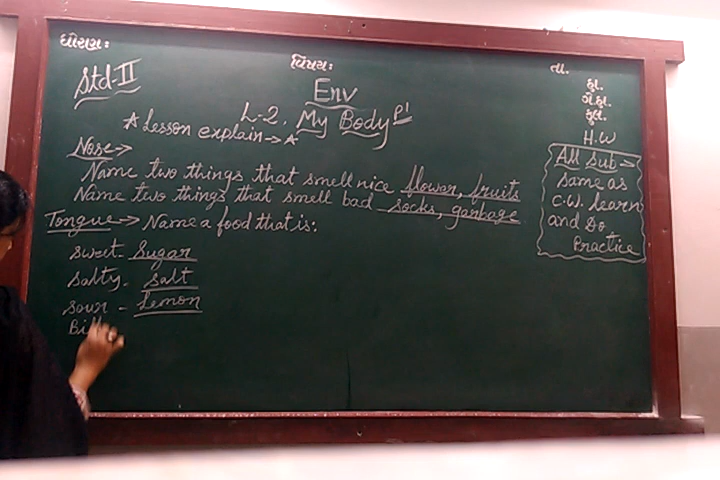 ધોરણ:
વિષય:
તા.
Std-II
Env
હા.
ગે.હા.
કુલ.
L-2. My Body P1
* Lesson explain-> *
H.W
Nose->
Name two things that smell nice flower, fruits
Name two things that smell bad socks, garbage
Tongue-> Name a food that is:
sweet- Sugar
salty- salt
sour - Lemon
Bi
All Sub->
Same as
C.W. learn
and Do
Practice